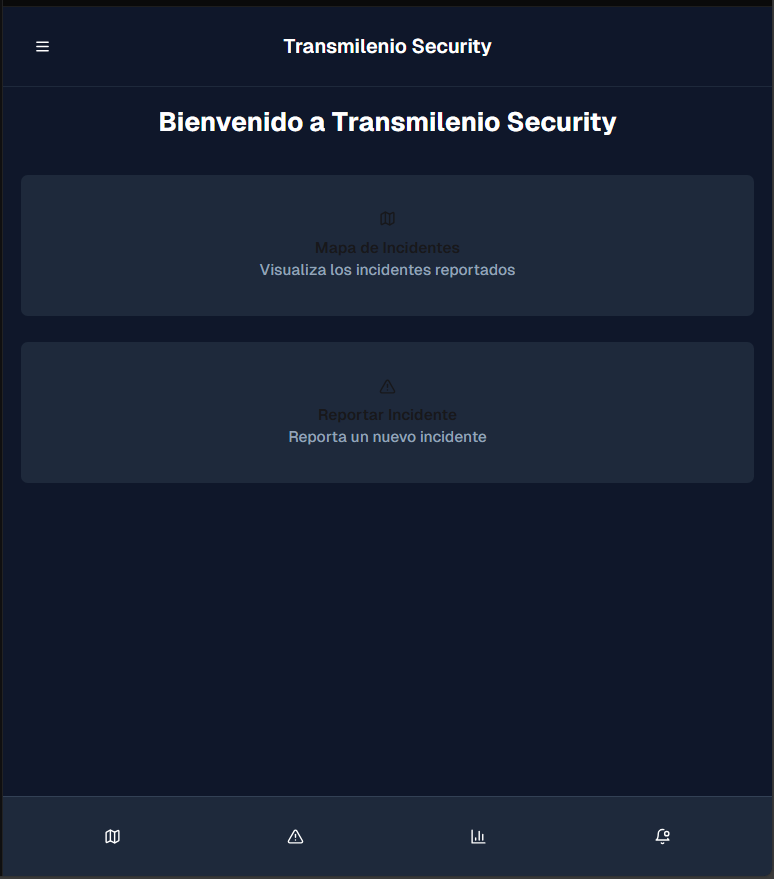 Transmilenio Security
Bienvenido a Transmilenio Security
Mapa de Incidentes
Visualiza los incidentes reportados
Reportar Incidente
Reporta un nuevo incidente